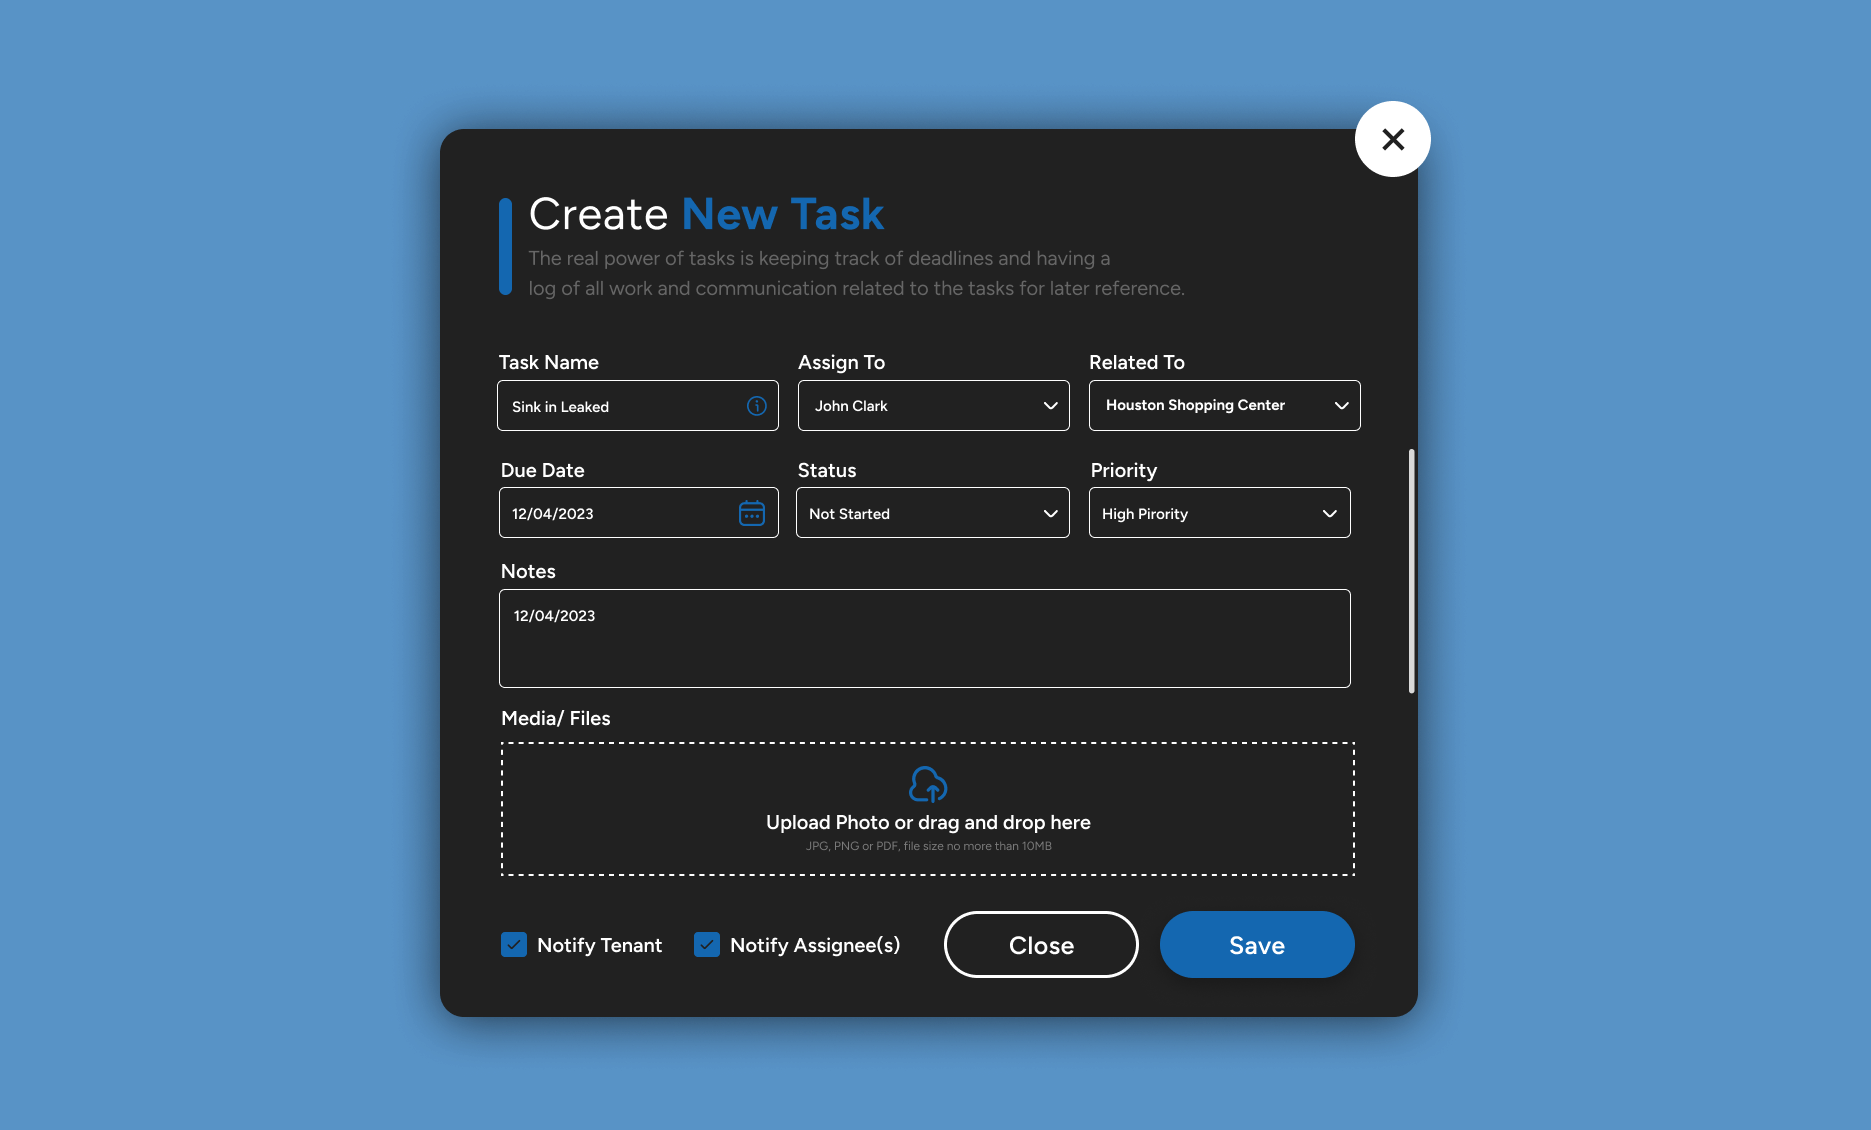 Create New Task
The real power of tasks is keeping track of deadlines and having a
log of all work and communication related to the tasks for later reference.
Task Name
Assign To
Related To
Sink in Leaked
John Clark
Houston Shopping Center
Due Date
Status
Priority
12/04/2023
Not Started
High Pirority
Notes
12/04/2023
Media/ Files
Upload Photo or drag and drop here
JPG, PNG or PDF, file size no more than 10MB
Notify Tenant
Notify Assignee(s)
Close
Save